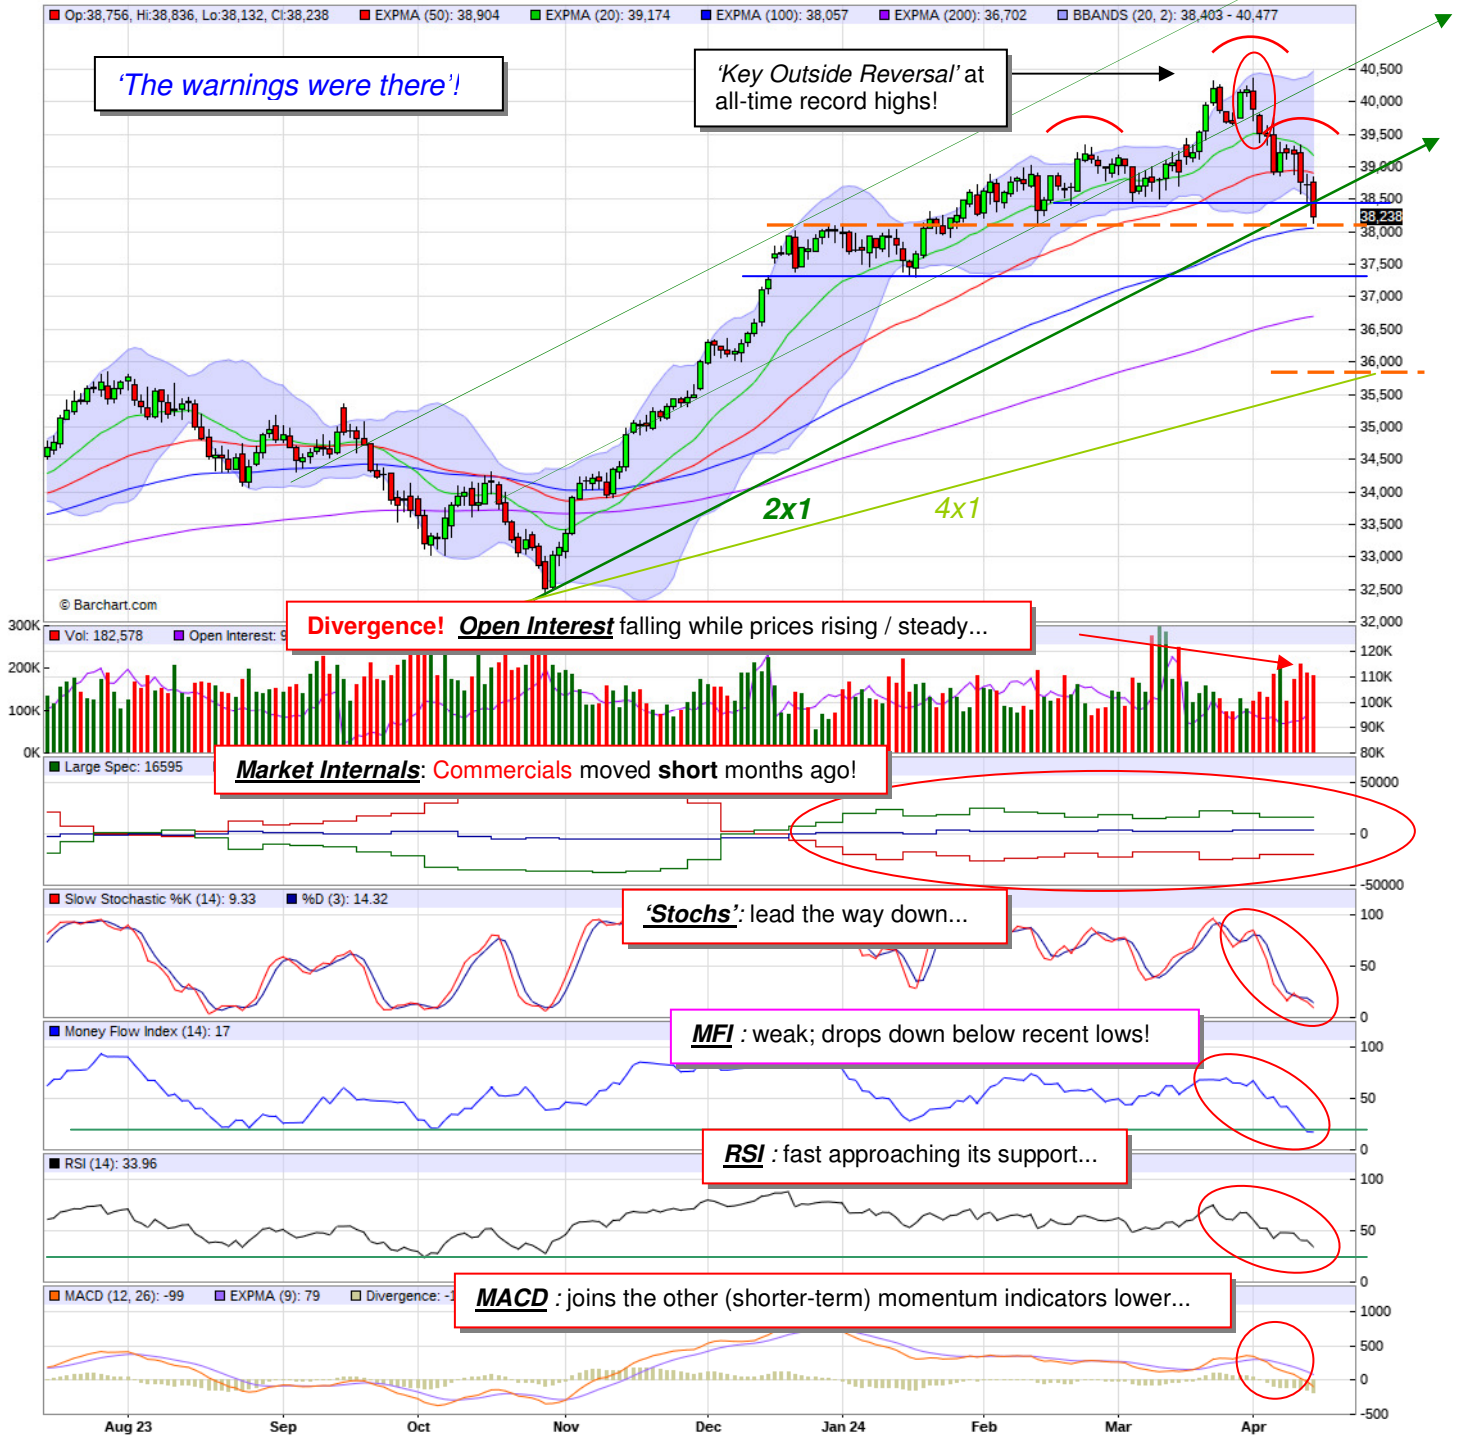 Op:38,756, Hi:38,836, Lo:38,132, Cl:38,238 EXPMA (50): 38,904 EXPMA (20): 39,174 EXPMA (100): 38,057 EXPMA (200): 36,702 BBANDS (20, 2): 38,403 - 40,477
‘The warnings were there’!
‘Key Outside Reversal’ at
all-time record highs!
40,500
40,000
39,500
39,000
38,500
38,238
38,000
37,500
37,000
36,500
36,000
35,500
35,000
34,500
34,000
33,500
33,000
32,500
32,000
2x1
4x1
© Barchart.com
Divergence! Open Interest falling while prices rising / steady...
300K
Vol: 182,578 Open Interest: 9
200K
100K
0K
120K
110K
100K
90K
80K
Market Internals: Commercials moved short months ago!
Large Spec: 16595
50000
0
-50000
Slow Stochastic %K (14): 9.33 %D (3): 14.32
‘Stochs’: lead the way down...
100
50
0
Money Flow Index (14): 17
MFI : weak; drops down below recent lows!
100
50
0
RSI (14): 33.96
RSI : fast approaching its support...
100
50
0
MACD (12, 26): -99 EXPMA (9): 79 Divergence: -1
MACD : joins the other (shorter-term) momentum indicators lower...
1000
500
0
-500
Aug 23 Sep Oct Nov Dec Jan 24 Feb Mar Apr